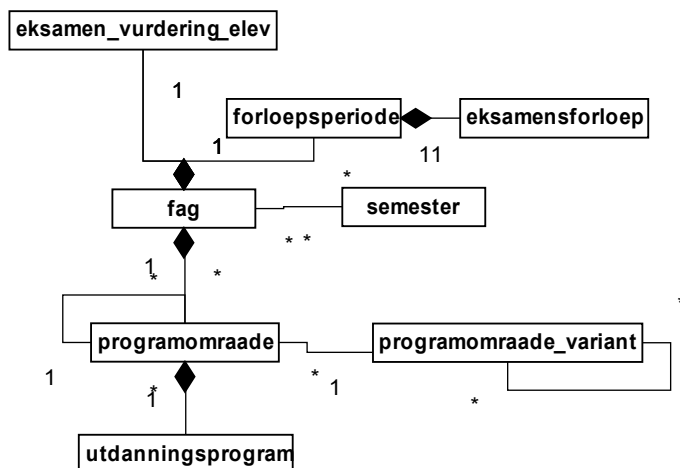 eksamen_vurdering_elev
1
forloepsperiode
eksamensforloep
1
11
*
fag
semester
* *
1
*
*
*
programomraade
programomraade_variant
1
*
1
*
*
1
utdanningsprogram